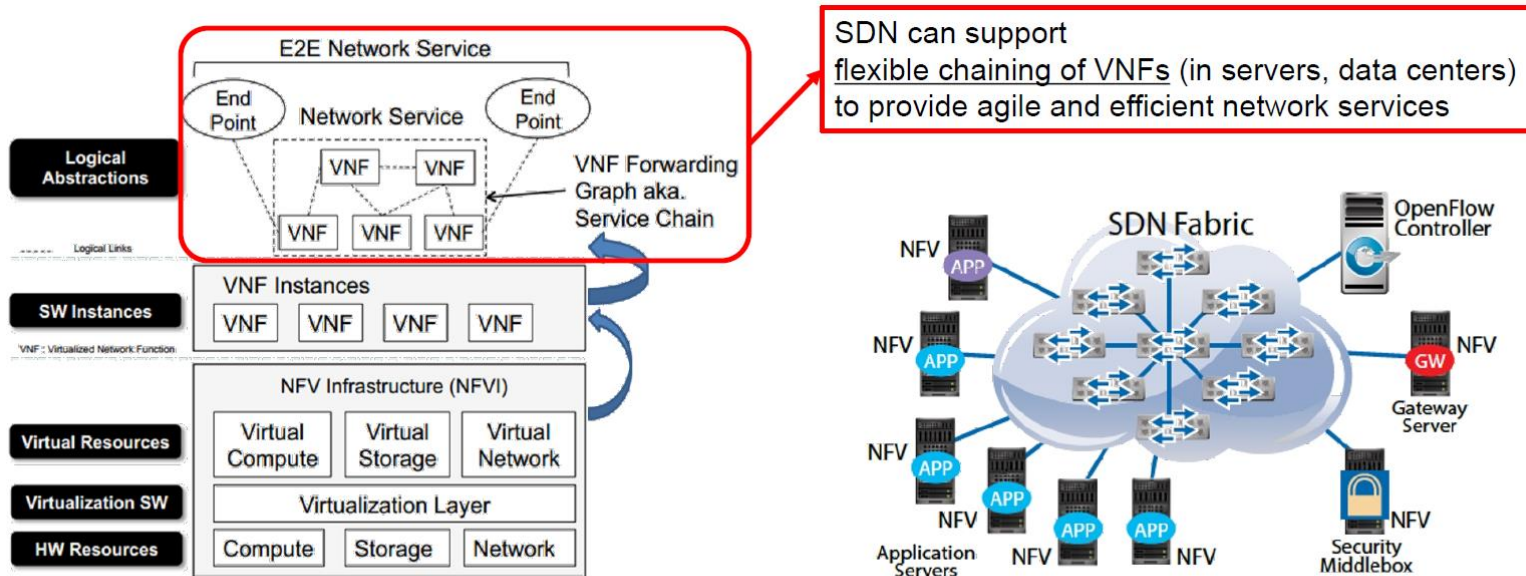 E2E Network Service
End
Point
Network Service
End
Point
VNF
VNF
VNF
VNF
VNF
VNF Forwarding
Graph aka.
Service Chain
Logical
Abstractions
Logical Links
SW Instances
VNF Instances
VNF
VNF
VNF
VNF
VNF : Virtualized Network Function
NFV Infrastructure (NFVI)
Virtual Resources
Virtual
Compute
Virtual
Storage
Virtual
Network
Virtualization SW
Virtualization Layer
HW Resources
Compute
Storage
Network
SDN can support
flexible chaining of VNFs (in servers, data centers)
to provide agile and efficient network services
SDN Fabric
OpenFlow
Controller
NFV
APP
NFV
APP
GW
NFV
Gateway
Server
NFV
APP
APP
NFV
APP
NFV
APP
NFV
Application
Servers
NFV
Security
Middlebox